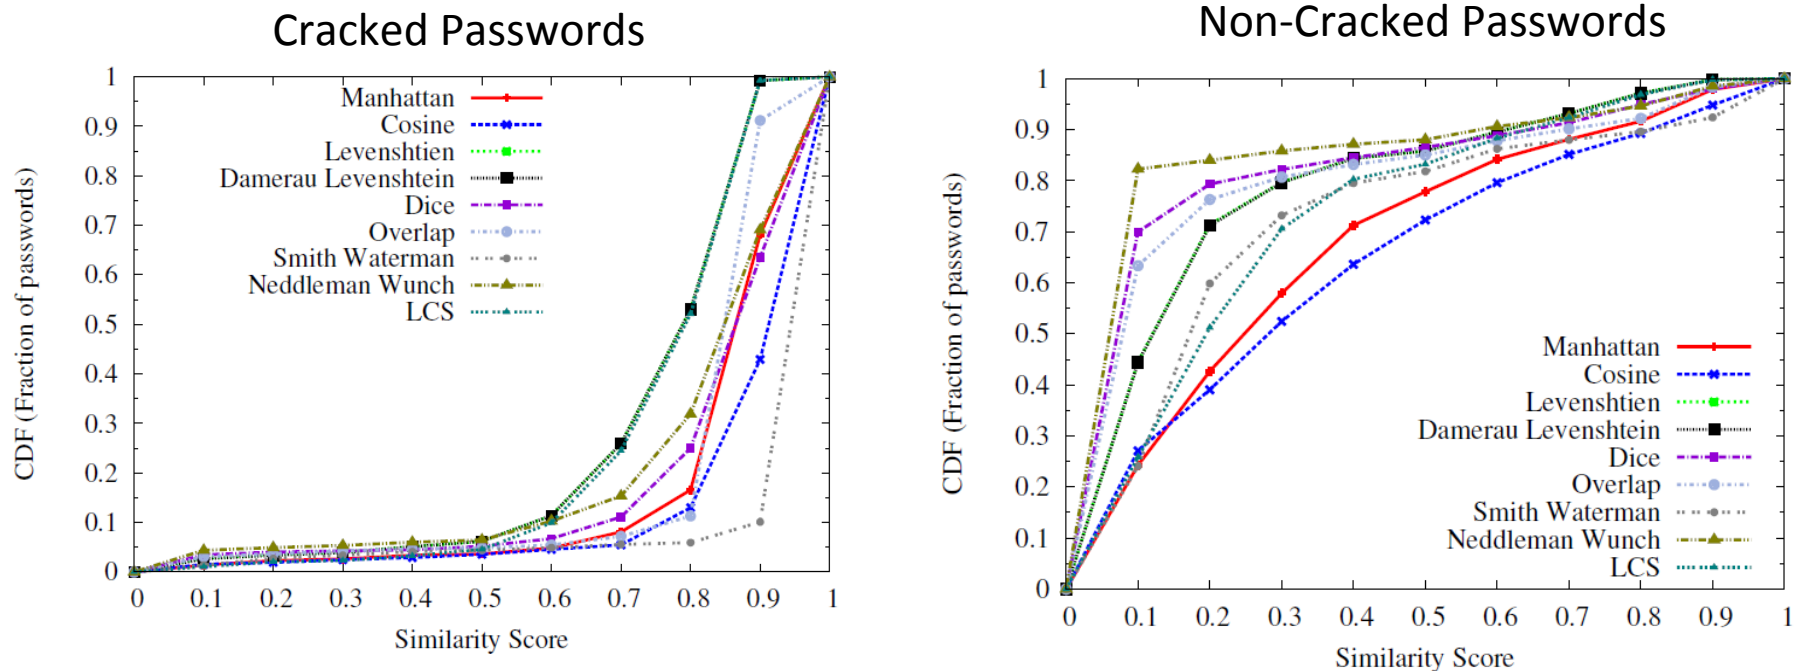 Cracked Passwords
CDF (Fraction of passwords)
1
0.9
0.8
0.7
0.6
0.5
0.4
0.3
0.2
0.1
0
Manhattan
Cosine
Levenshtien
Damerau Levenshtein
Dice
Overlap
Smith Waterman
Neddleman Wunch
LCS
0 0.1 0.2 0.3 0.4 0.5 0.6 0.7 0.8 0.9 1
Similarity Score
Non-Cracked Passwords
CDF (Fraction of passwords)
1
0.9
0.8
0.7
0.6
0.5
0.4
0.3
0.2
0.1
0
Manhattan
Cosine
Levenshtien
Damerau Levenshtein
Dice
Overlap
Smith Waterman
Neddleman Wunch
LCS
0 0.1 0.2 0.3 0.4 0.5 0.6 0.7 0.8 0.9 1
Similarity Score